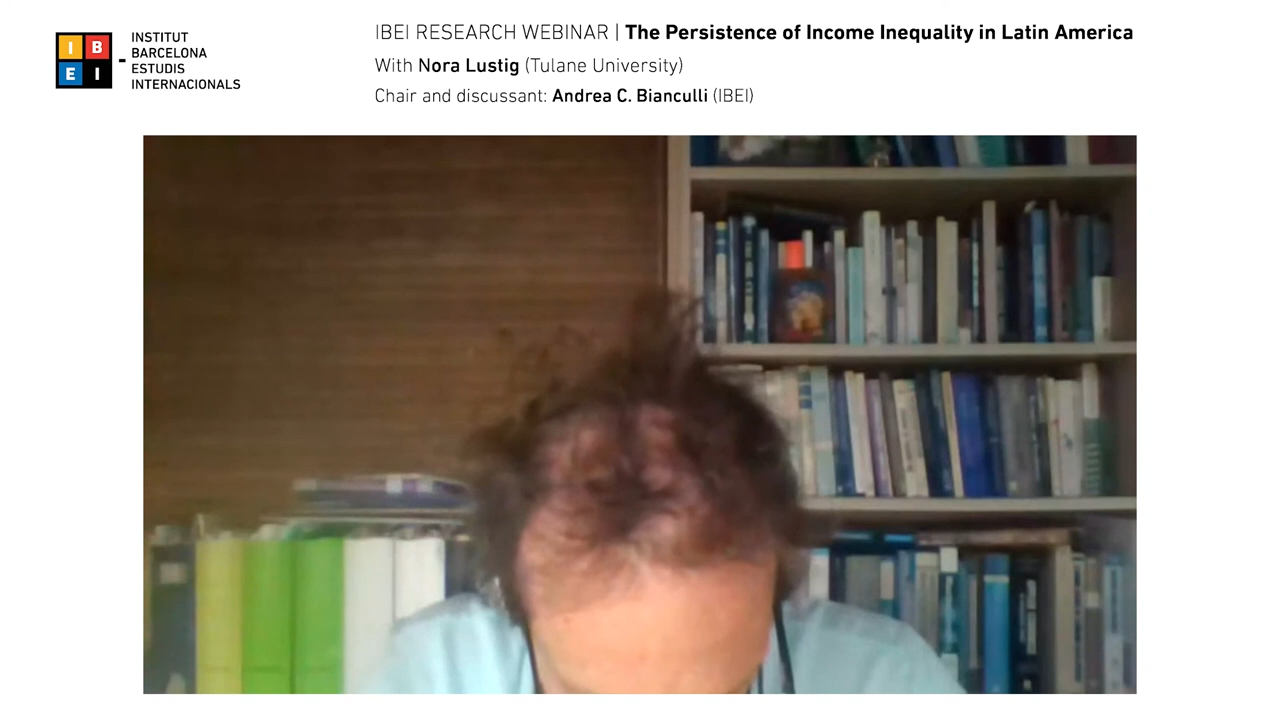 I B
E I
INSTITUT
BARCELONA
ESTUDIS
INTERNACIONALS
IBEI RESEARCH WEBINAR | The Persistence of Income Inequality in Latin America
With Nora Lustig (Tulane University)
Chair and discussant: Andrea C. Bianculli (IBEI)